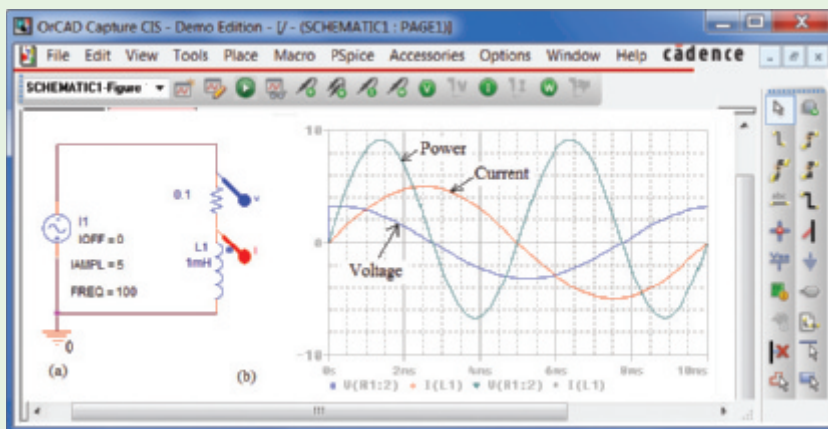 OrCAD Capture CIS - Demo Edition - [/ - (SCHEMATIC1 : PAGE1)]
File Edit View Tools Place Macro PSpice Accessories Options Window Help cādence
SCHEMATIC1-Figure
10
Power
Current
0.1
v
I1
IOFF = 0
IAMPL = 5
FREQ = 100
L1
1mH
I
0
Voltage
-10
0
(a)
(b)
0s 2ms 4ms 6ms 8ms 10ms
V(R1:2) I(L1) V(R1:2) * I(L1)